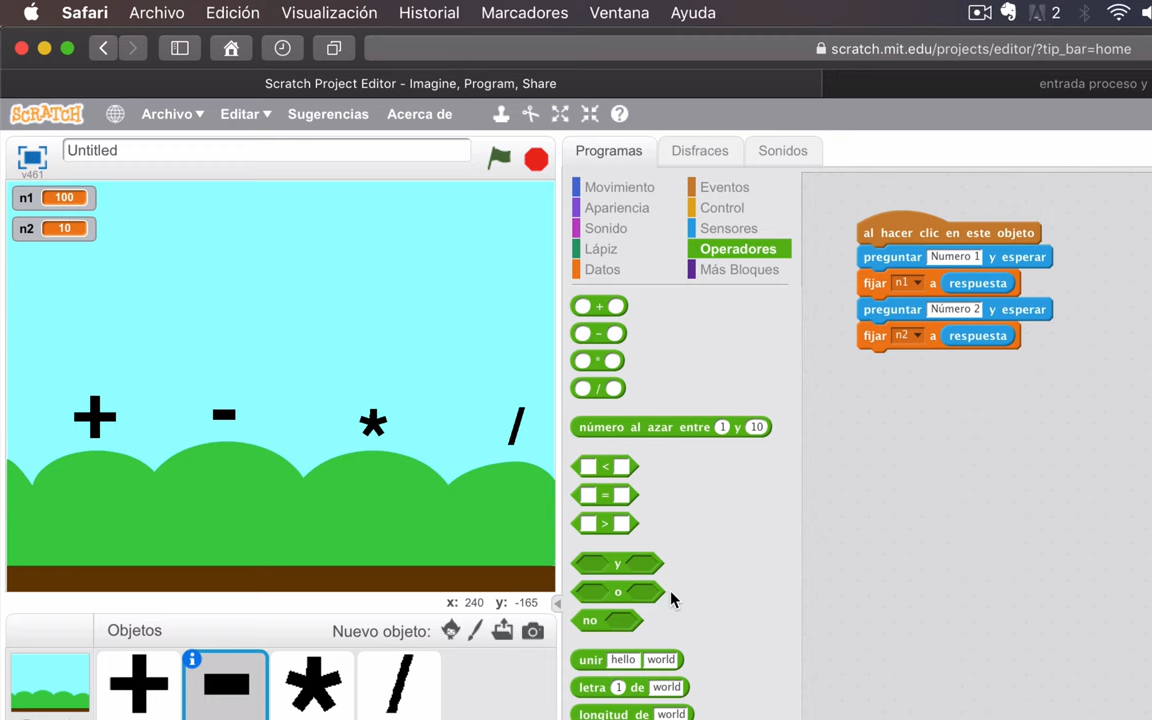 Safari Archivo Edición Visualización Historial Marcadores Ventana Ayuda 2
scratch.mit.edu/projects/editor/?tip_bar=home
Scratch Project Editor - Imagine, Program, Share
entrada proceso y
SCRATCH Archivo Editar Sugerencias Acerca de
v461
Untitled
Programas Disfraces Sonidos
n1 100
n2 10
Movimiento Eventos
Apariencia Control
Sonido Sensores
Lápiz Operadores
Datos Más Bloques
+
-
*
/
número al azar entre 1 y 10
<
=
>
y
o
no
unir hello world
letra 1 de world
longitud de world
al hacer clic en este objeto
preguntar Numero 1 y esperar
fijar n1 a respuesta
preguntar Número 2 y esperar
fijar n2 a respuesta
+ - * /
x: 240 y: -165
Objetos Nuevo objeto:
+ - * /